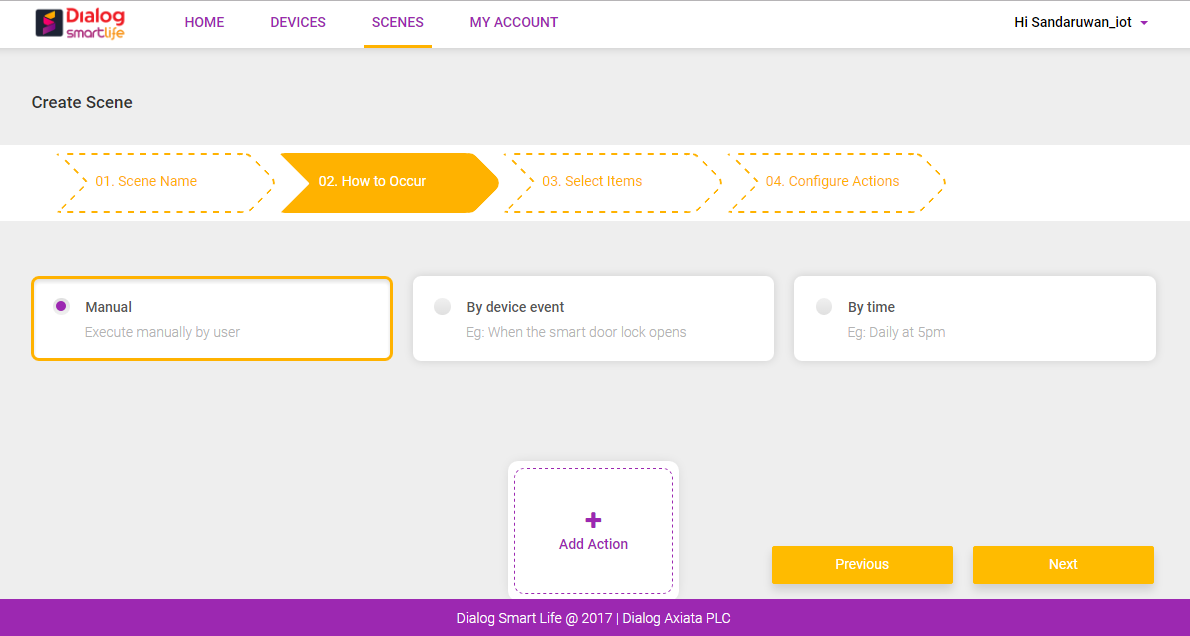 Dialog
smartlife
HOME DEVICES SCENES MY ACCOUNT Hi Sandaruwan_iot
Create Scene
01. Scene Name 02. How to Occur 03. Select Items 04. Configure Actions
Manual
Execute manually by user
By device event
Eg: When the smart door lock opens
By time
Eg: Daily at 5pm
Add Action
Previous Next
Dialog Smart Life @ 2017 | Dialog Axiata PLC